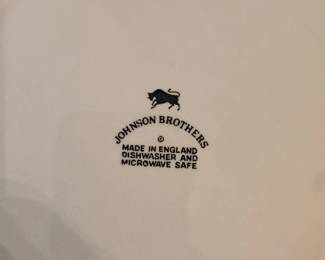 JOHNSON BROTHERS
©
MADE IN ENGLAND
DISHWASHER AND
MICROWAVE SAFE